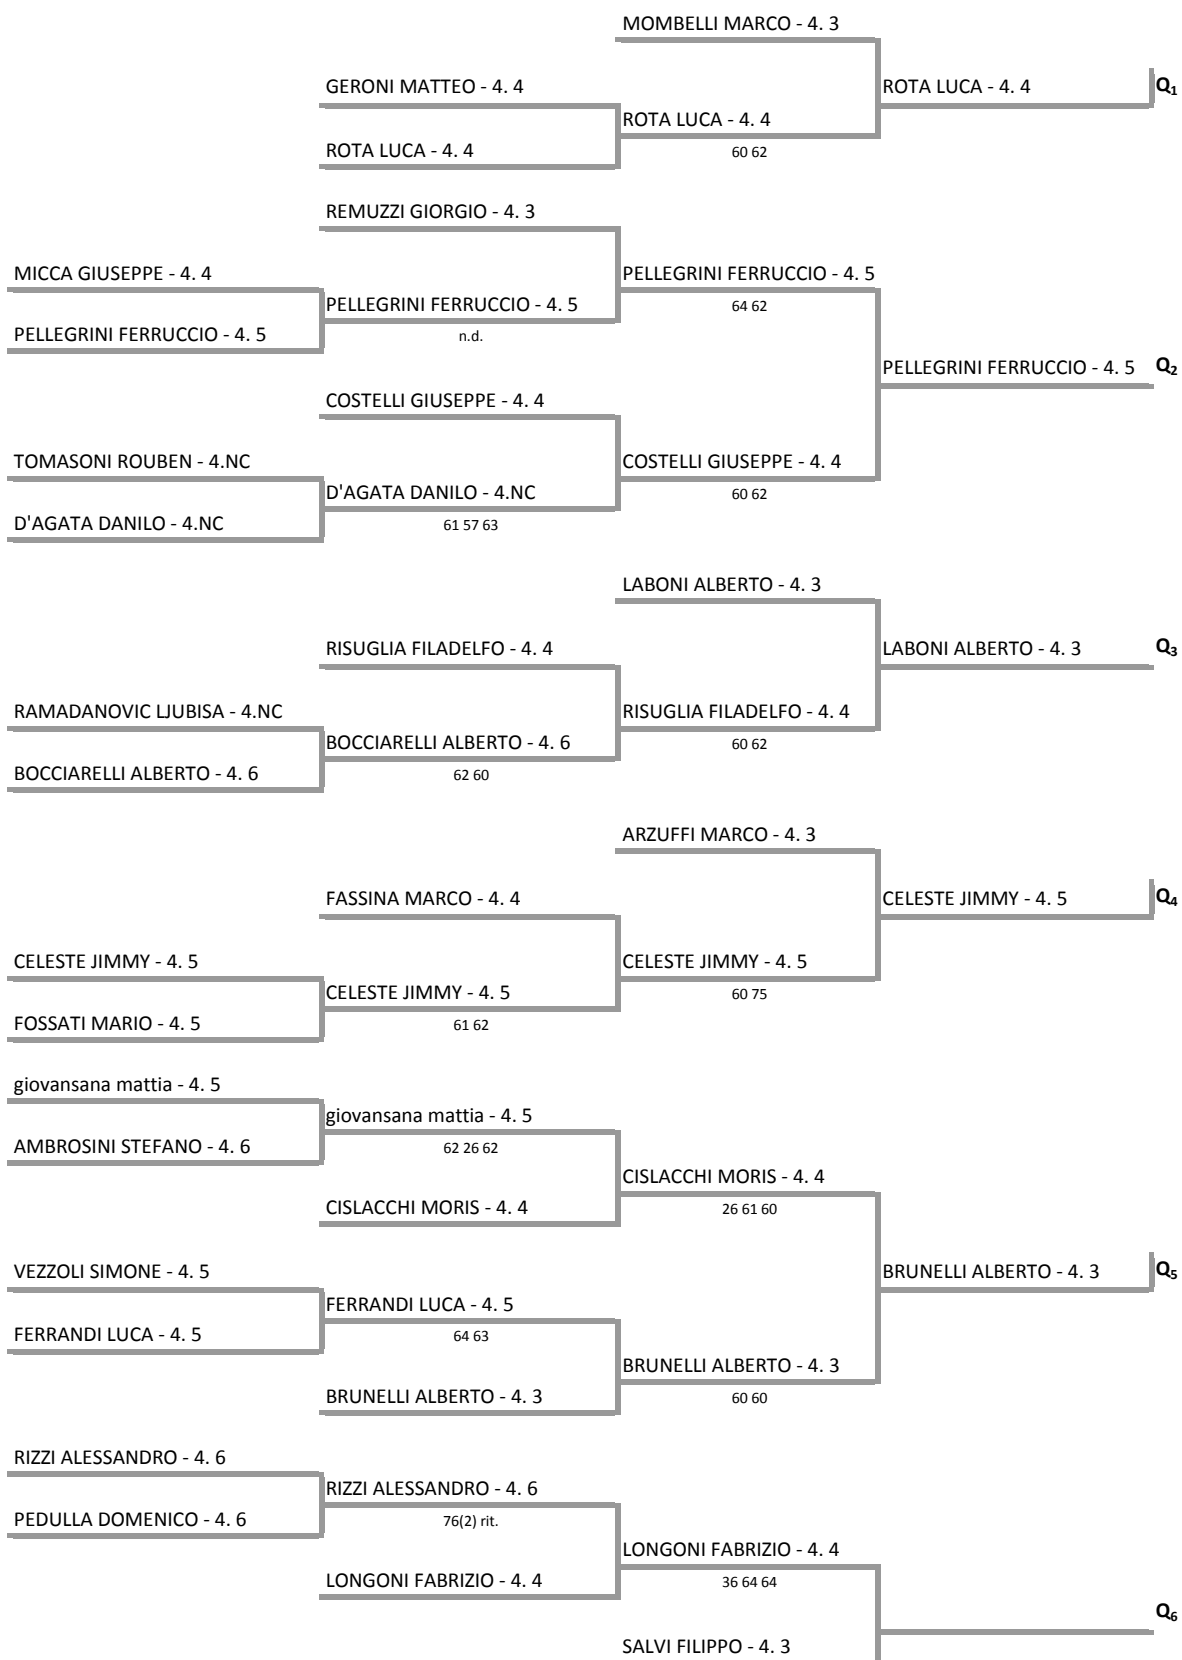 MOMBELLI MARCO - 4. 3
GERONI MATTEO - 4. 4
ROTA LUCA - 4. 4
Q1
ROTA LUCA - 4. 4
ROTA LUCA - 4. 4
60 62
REMUZZI GIORGIO - 4. 3
MICCA GIUSEPPE - 4. 4
PELLEGRINI FERRUCCIO - 4. 5
PELLEGRINI FERRUCCIO - 4. 5
64 62
PELLEGRINI FERRUCCIO - 4. 5
n.d.
PELLEGRINI FERRUCCIO - 4. 5
Q2
COSTELLI GIUSEPPE - 4. 4
TOMASONI ROUBEN - 4.NC
COSTELLI GIUSEPPE - 4. 4
60 62
D'AGATA DANILO - 4.NC
D'AGATA DANILO - 4.NC
61 57 63
LABONI ALBERTO - 4. 3
RISUGLIA FILADELFO - 4. 4
LABONI ALBERTO - 4. 3
Q3
RAMADANOVIC LJUBISA - 4.NC
RISUGLIA FILADELFO - 4. 4
60 62
BOCCIARELLI ALBERTO - 4. 6
BOCCIARELLI ALBERTO - 4. 6
62 60
ARZUFFI MARCO - 4. 3
FASSINA MARCO - 4. 4
CELESTE JIMMY - 4. 5
Q4
CELESTE JIMMY - 4. 5
CELESTE JIMMY - 4. 5
60 75
CELESTE JIMMY - 4. 5
FOSSATI MARIO - 4. 5
61 62
giovansana mattia - 4. 5
giovansana mattia - 4. 5
AMBROSINI STEFANO - 4. 6
62 26 62
CISLACCHI MORIS - 4. 4
CISLACCHI MORIS - 4. 4
26 61 60
VEZZOLI SIMONE - 4. 5
BRUNELLI ALBERTO - 4. 3
Q5
FERRANDI LUCA - 4. 5
FERRANDI LUCA - 4. 5
64 63
BRUNELLI ALBERTO - 4. 3
BRUNELLI ALBERTO - 4. 3
60 60
RIZZI ALESSANDRO - 4. 6
RIZZI ALESSANDRO - 4. 6
PEDULLA DOMENICO - 4. 6
76(2) rit.
LONGONI FABRIZIO - 4. 4
LONGONI FABRIZIO - 4. 4
36 64 64
Q6
SALVI FILIPPO - 4. 3